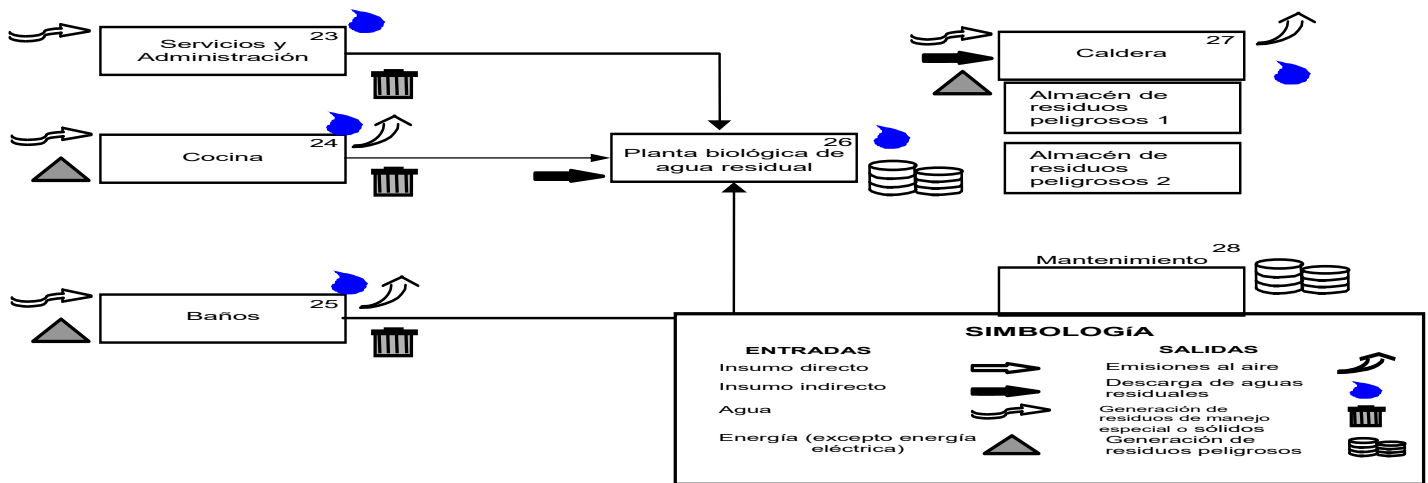 23
Servicios y
Administración
24
Cocina
25
Baños
26
Planta biológica de
agua residual
27
Caldera
Almacén de
residuos
peligrosos 1
Almacén de
residuos
peligrosos 2
28
Mantenimiento
SIMBOLOGíA
ENTRADAS
Insumo directo
Insumo indirecto
Agua
Energía (excepto energía
eléctrica)
SALIDAS
Emisiones al aire
Descarga de aguas
residuales
Generación de
residuos de manejo
especial o sólidos
Generación de
residuos peligrosos